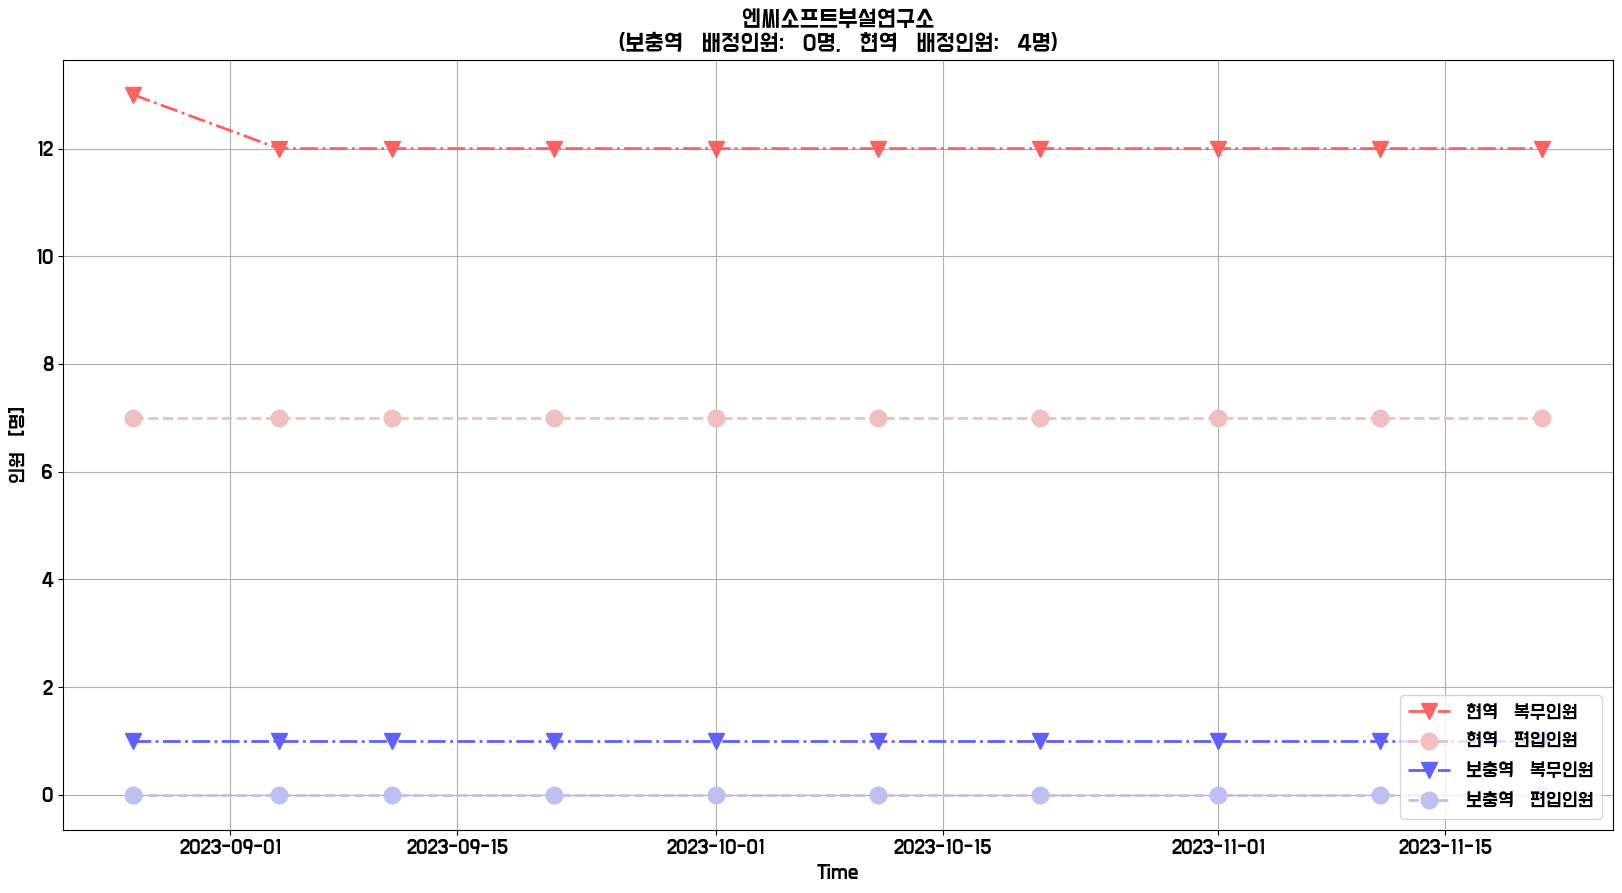 엔씨소프트부설연구소
(보충역 배정인원: 0명, 현역 배정인원: 4명)
12
10
8
6
4
2
0
인원 [명]
2023-09-01
2023-09-15
2023-10-01
2023-10-15
2023-11-01
2023-11-15
Time
현역 복무인원
현역 편입인원
보충역 복무인원
보충역 편입인원